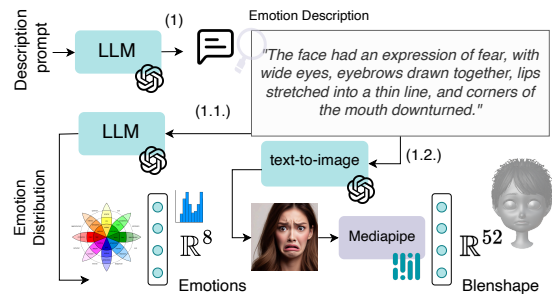 Description
prompt
LLM
(1)
Emotion Description
"The face had an expression of fear, with
wide eyes, eyebrows drawn together, lips
stretched into a thin line, and corners of
the mouth downturned."
LLM
(1.1.)
(1.2.)
text-to-image
Emotion
Distribution
ℝ⁸
Emotions
Mediapipe
ℝ⁵²
Blenshape